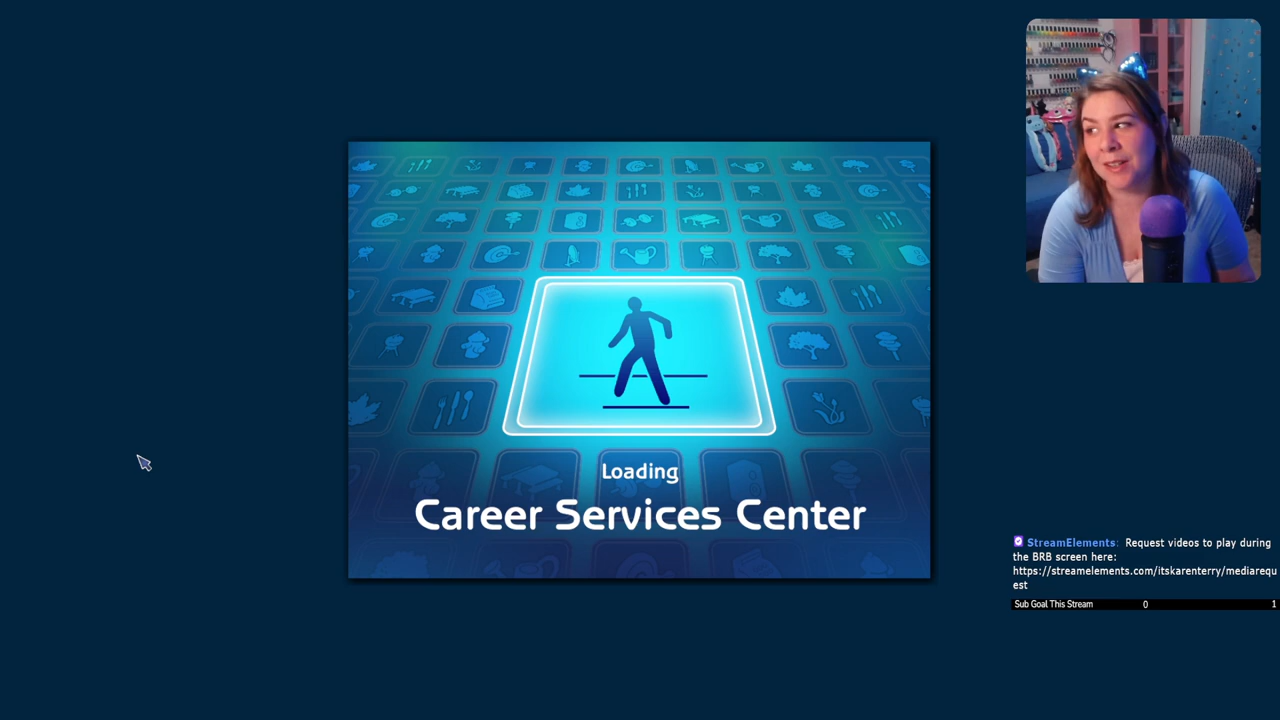 Loading
Career Services Center
StreamElements: Request videos to play during
the BRB screen here:
https://streamelements.com/itskarenterry/mediarequ
est
Sub Goal This Stream 0 1